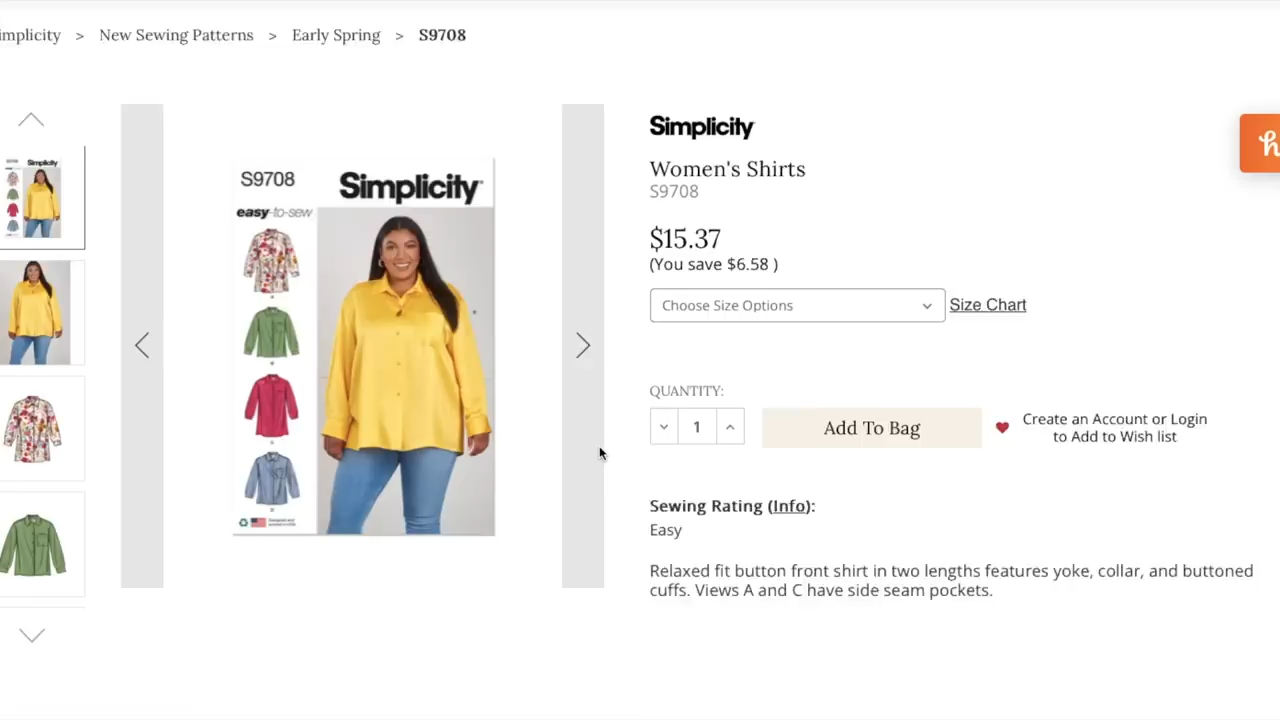 implicity > New Sewing Patterns > Early Spring > S9708
S9708
Simplicity
easy-to-sew
Simplicity
Women's Shirts
S9708
$15.37
(You save $6.58 )
Choose Size Options
Size Chart
QUANTITY:
1
Add To Bag
Create an Account or Login
to Add to Wish list
Sewing Rating (Info):
Easy
Relaxed fit button front shirt in two lengths features yoke, collar, and buttoned
cuffs. Views A and C have side seam pockets.